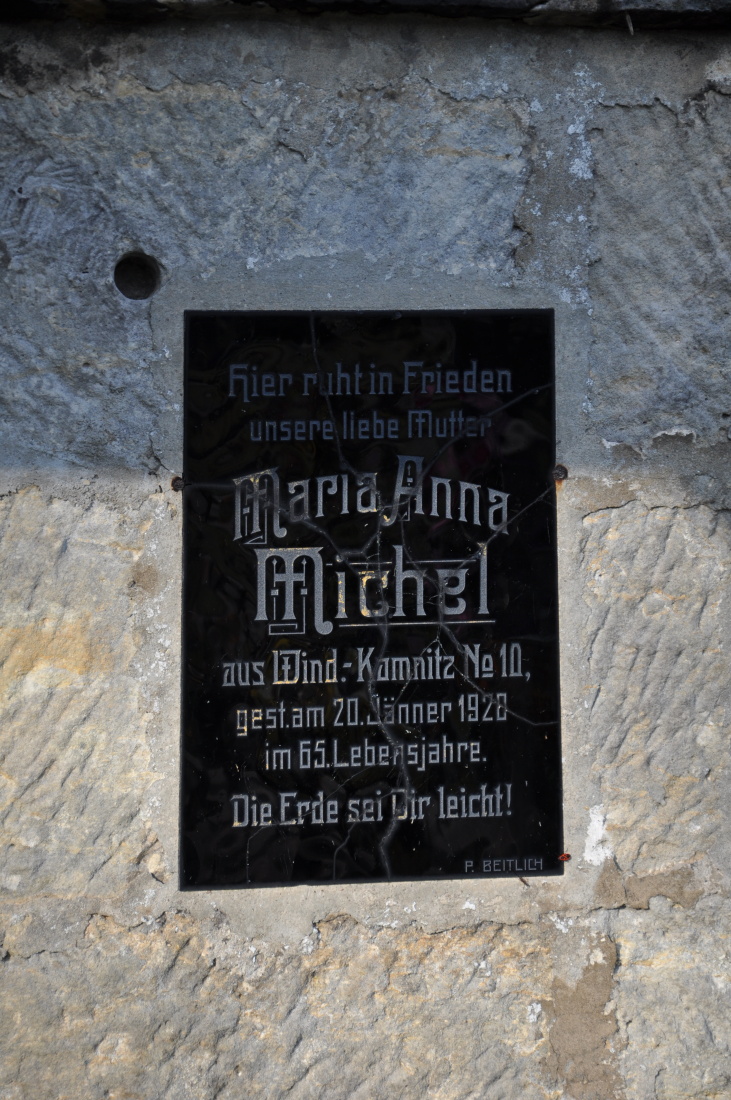 Hier ruht in Frieden
unsere liebe Mutter
Maria Anna
Michel
aus Wind.-Kamnitz No 10,
gest.am 20.Jänner 1928
im 65.Lebensjahre.
Die Erde sei Dir leicht!
P. BEITLICH